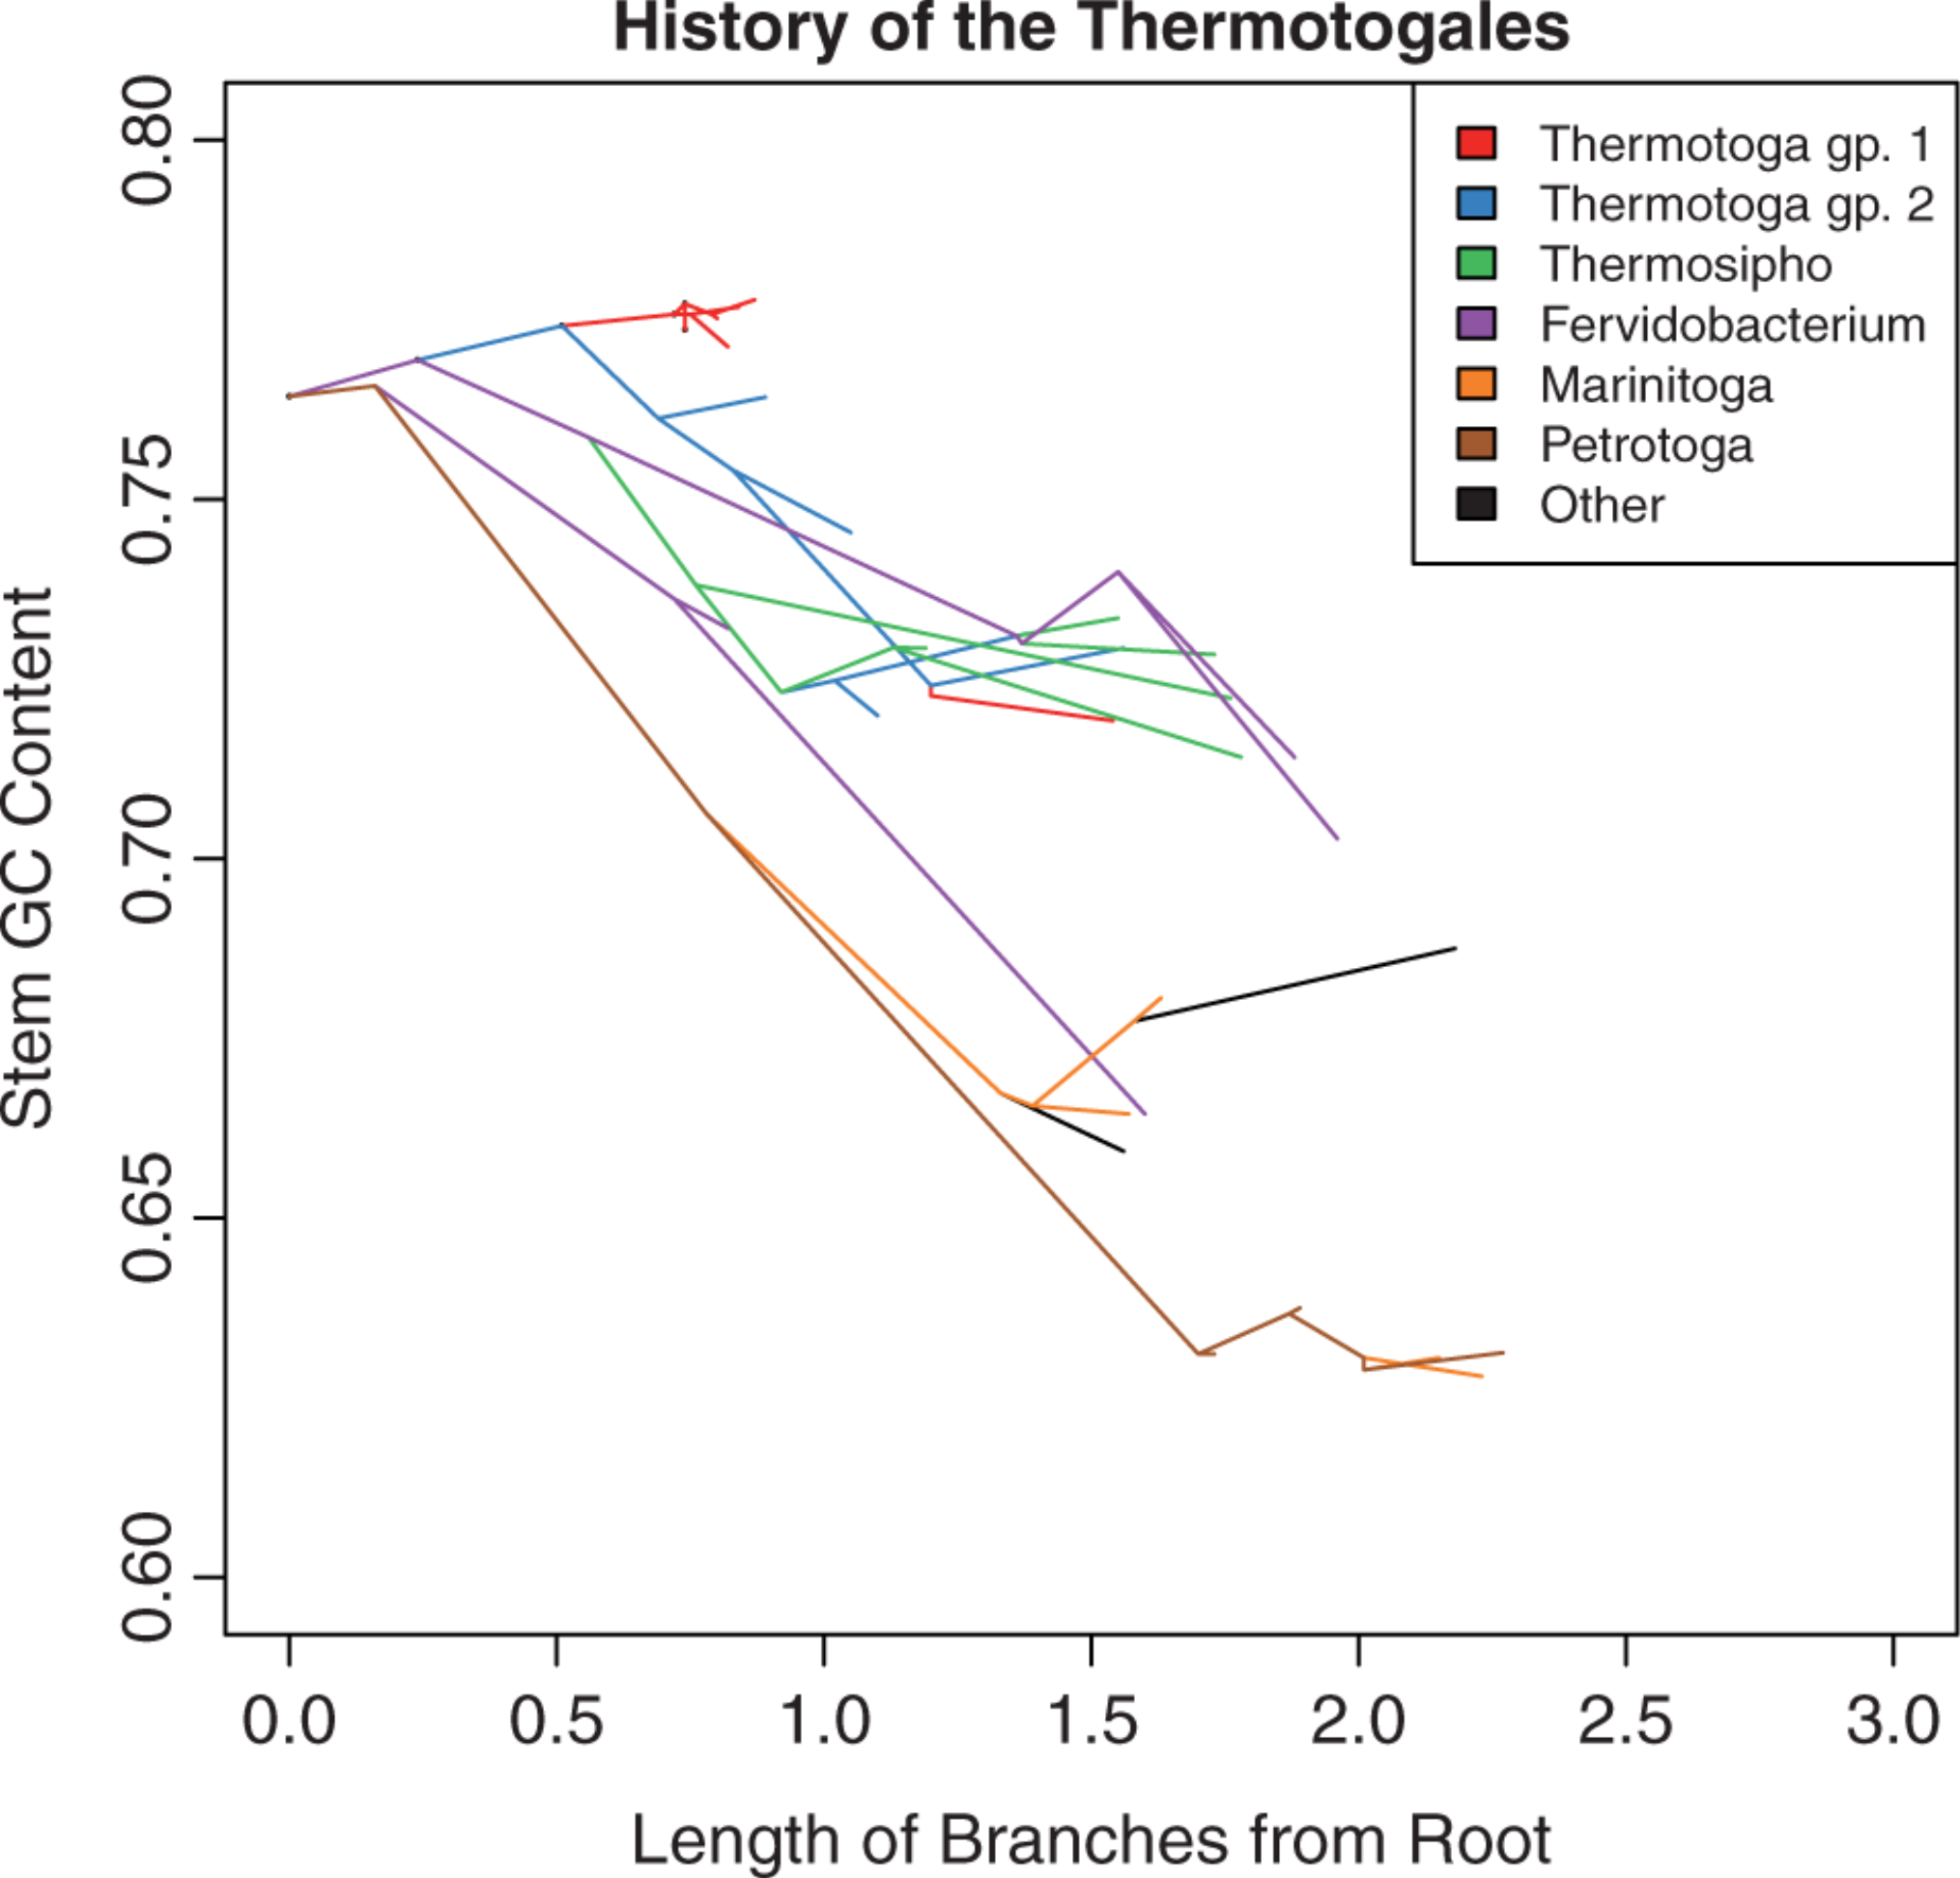 History of the Thermotogales
Thermotoga gp. 1
Thermotoga gp. 2
Thermosipho
Fervidobacterium
Marinitoga
Petrotoga
Other
Stem GC Content
0.80
0.75
0.70
0.65
0.60
0.0 0.5 1.0 1.5 2.0 2.5 3.0
Length of Branches from Root